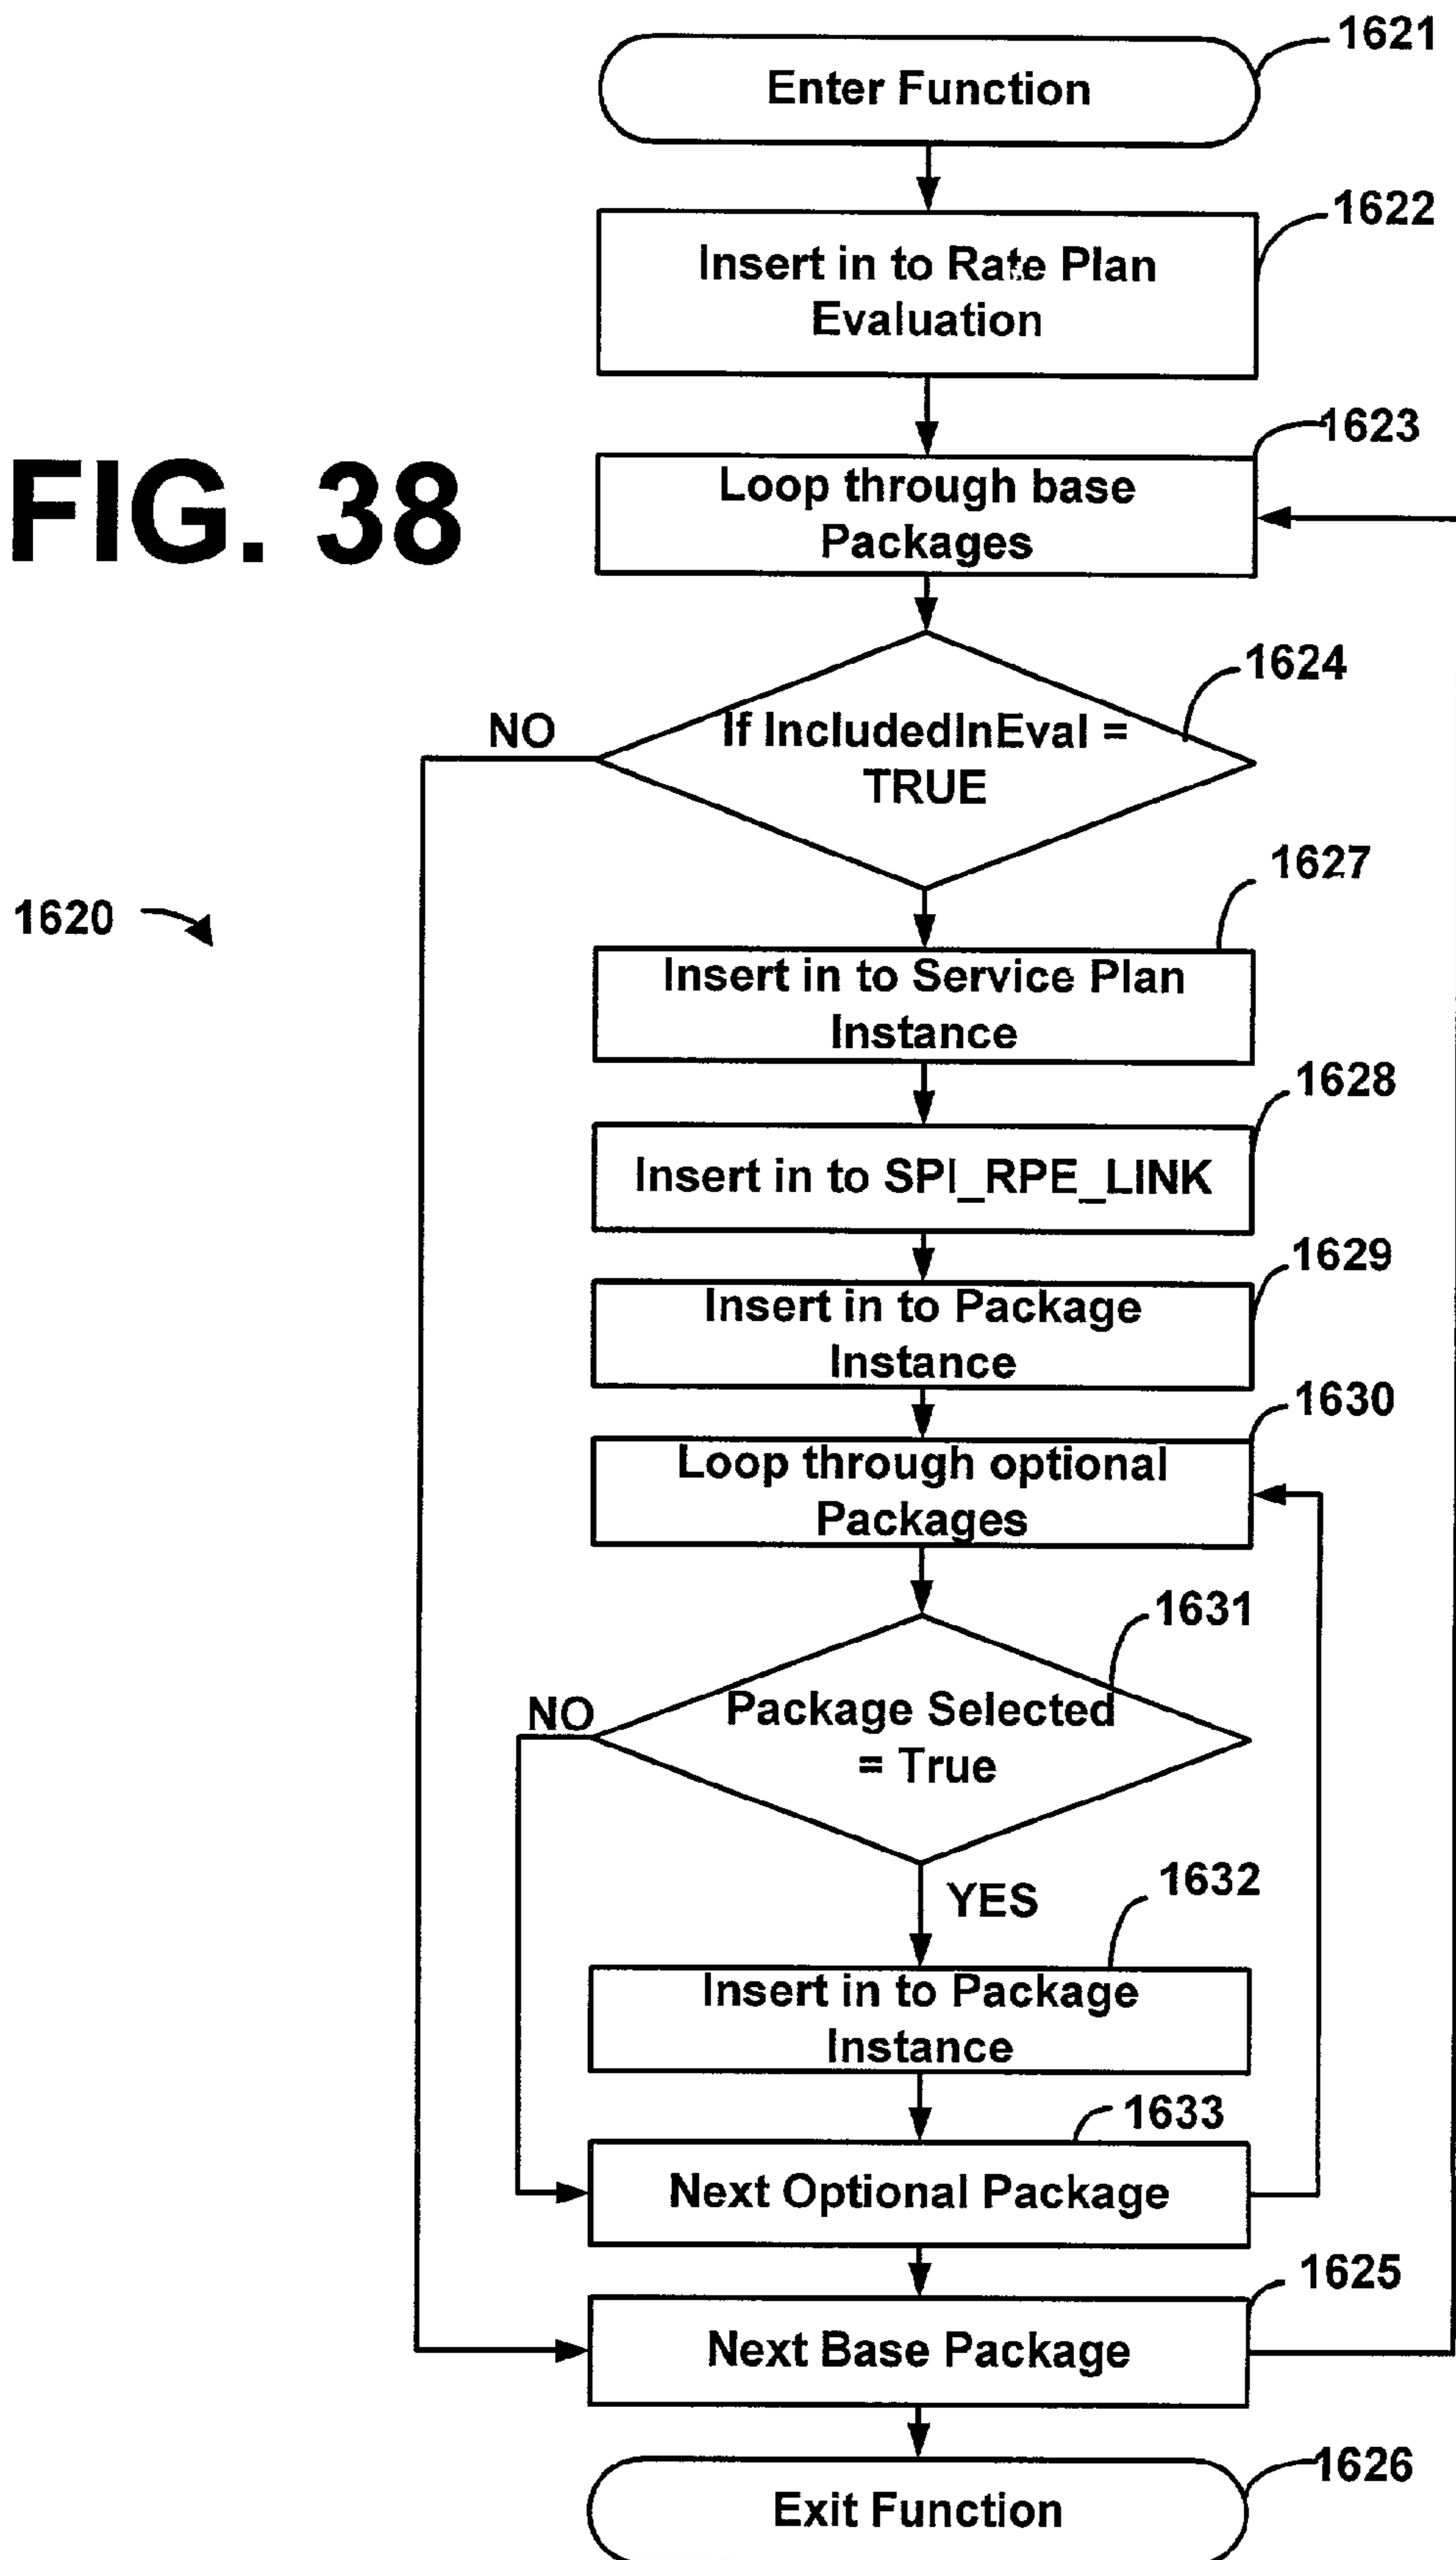 1621
Enter Function
1622
Insert in to Rate Plan
Evaluation
1623
FIG. 38
Loop through base
Packages
1624
NO
If IncludedInEval =
TRUE
1627
1620
Insert in to Service Plan
Instance
1628
Insert in to SPI_RPE_LINK
1629
Insert in to Package
Instance
1630
Loop through optional
Packages
1631
NO
Package Selected
= True
YES
1632
Insert in to Package
Instance
1633
Next Optional Package
1625
Next Base Package
1626
Exit Function